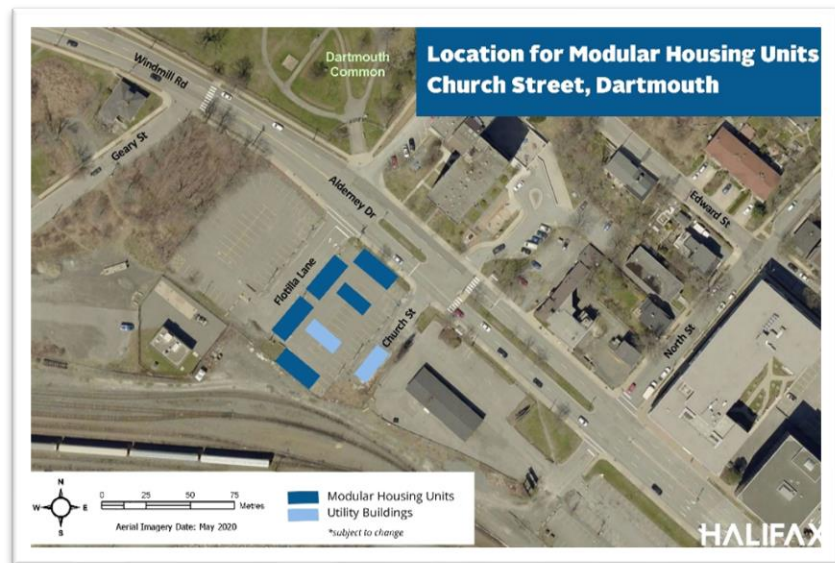 Location for Modular Housing Units
Church Street, Dartmouth
Dartmouth
Common
Windmill Rd
Geary St
Alderney Dr
Edward St
Flotilla Lane
Church St
North St
N
W
E
S
0 25 50 75
Metres
Aerial Imagery Date: May 2020
Modular Housing Units
Utility Buildings
*subject to change
HALIFAX